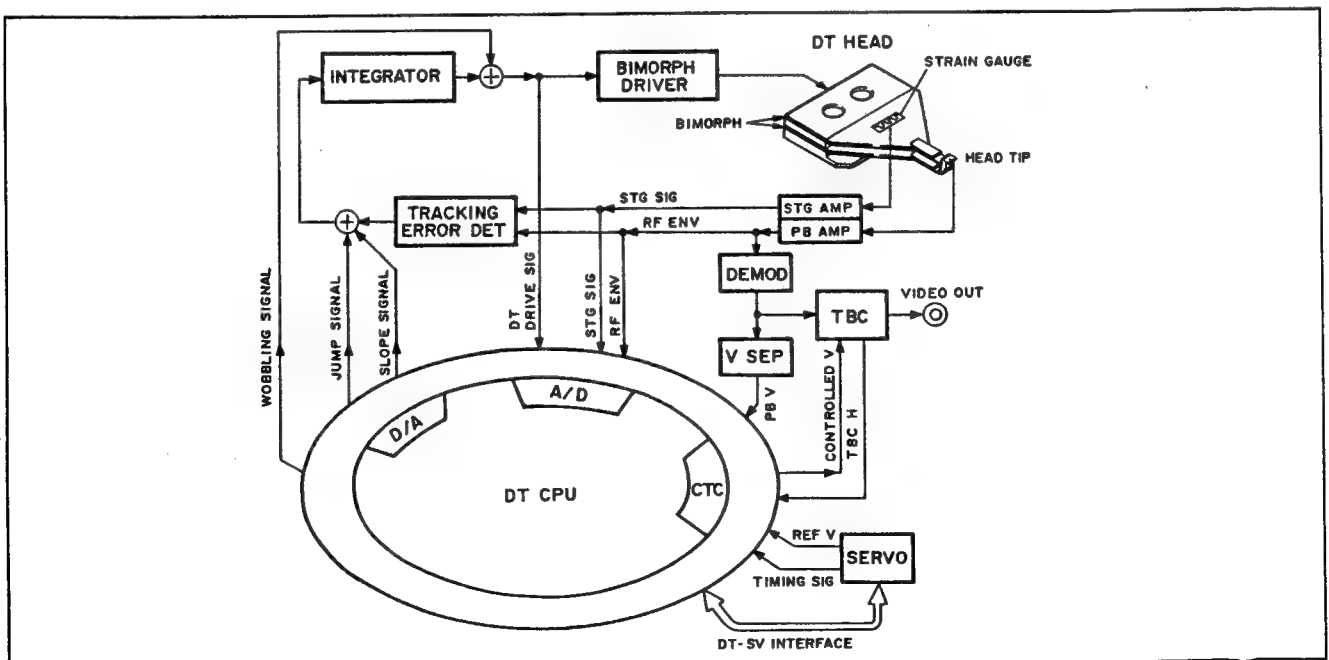 DT HEAD
STRAIN GAUGE
INTEGRATOR
BIMORPH
DRIVER
BIMORPH
HEAD TIP
STG SIG
STG AMP
TRACKING
ERROR DET
RF ENV
PB AMP
DEMOD
WOBBLING SIGNAL
JUMP SIGNAL
SLOPE SIGNAL
DT
DRIVE SIG
STG SIG
RF ENV
VIDEO OUT
TBC
V SEP
PB V
CONTROLLED V
TBC H
D/A
A/D
CTC
DT CPU
REF V
SERVO
TIMING SIG
DT-SV INTERFACE